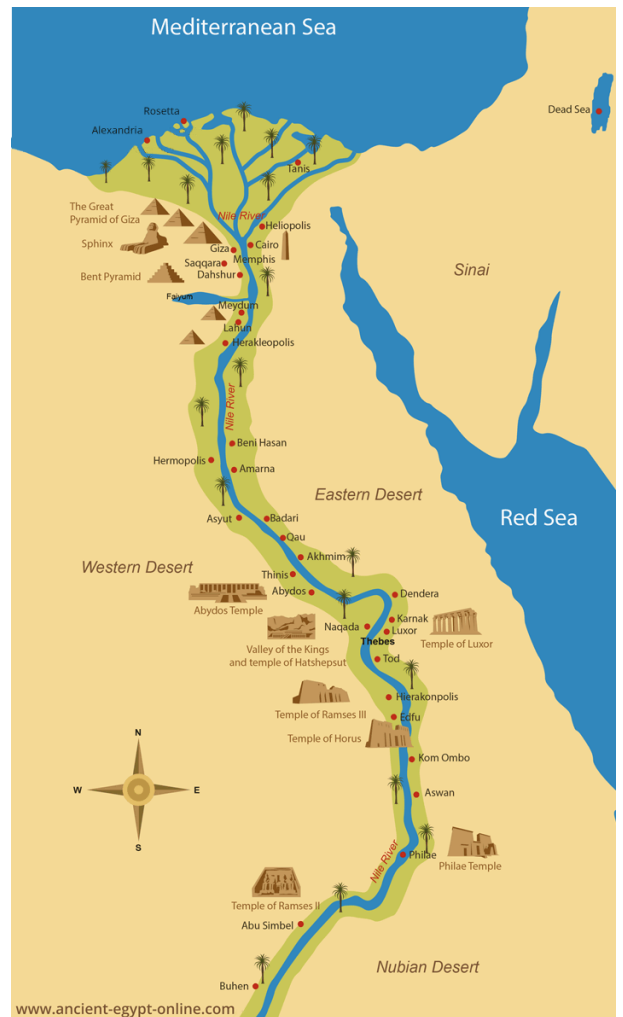 Mediterranean Sea
Dead Sea
Rosetta
Alexandria
Tanis
The Great
Pyramid of Giza
Nile River
Heliopolis
Sphinx
Giza
Cairo
Saqqara
Memphis
Sinai
Bent Pyramid
Dahshur
Faiyum
Meydum
Lahun
Herakleopolis
Nile River
Beni Hasan
Hermopolis
Amarna
Eastern Desert
Asyut
Badari
Red Sea
Qau
Akhmim
Western Desert
Thinis
Abydos
Dendera
Abydos Temple
Karnak
Naqada
Luxor
Thebes
Temple of Luxor
Valley of the Kings
and temple of Hatshepsut
Tod
Hierakonpolis
Temple of Ramses III
Edfu
Temple of Horus
Kom Ombo
N
W
E
S
Aswan
Nile River
Philae
Philae Temple
Temple of Ramses II
Abu Simbel
Nubian Desert
Buhen
www.ancient-egypt-online.com